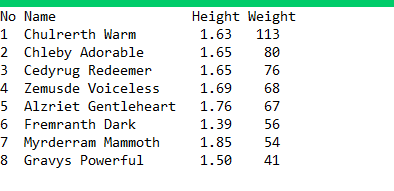 No Name Height Weight
1 Chulrerth Warm 1.63 113
2 Chleby Adorable 1.65 80
3 Cedyrug Redeemer 1.65 76
4 Zemusde Voiceless 1.69 68
5 Alzriet Gentleheart 1.76 67
6 Fremranth Dark 1.39 56
7 Myrderram Mammoth 1.85 54
8 Gravys Powerful 1.50 41